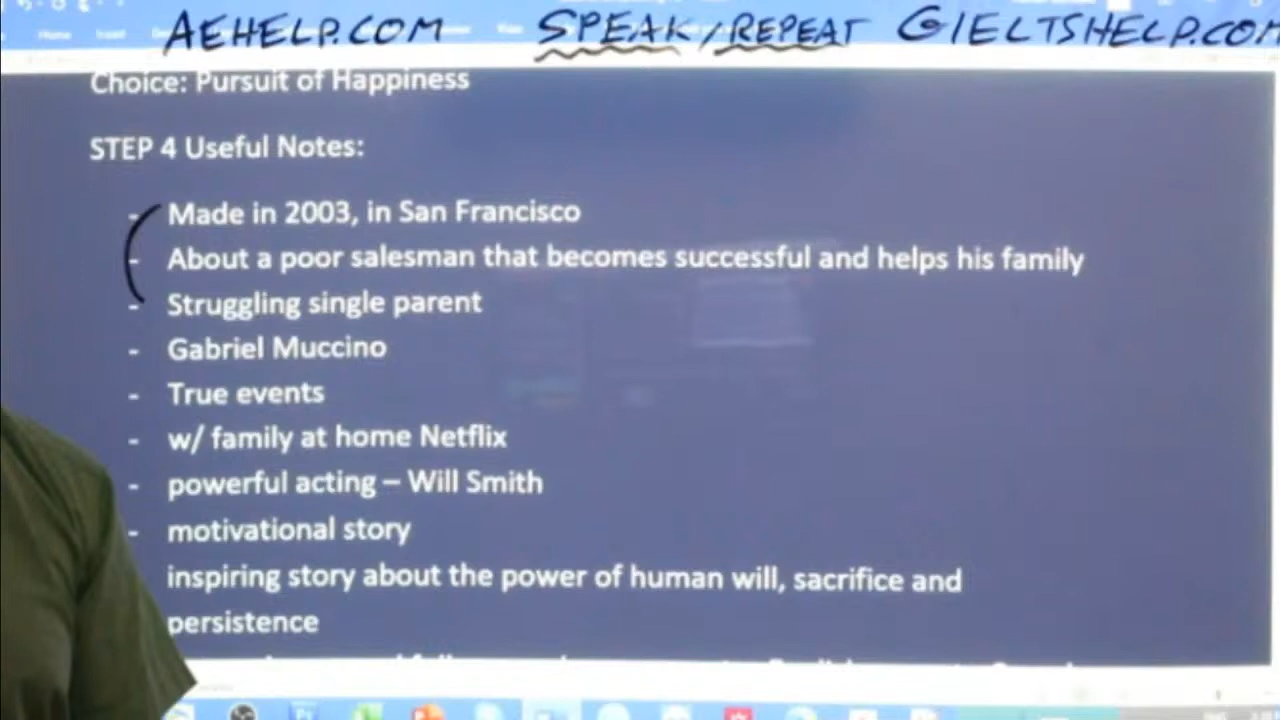 AEHELP.COM SPEAK/REPEAT GIELTSHELP.COM
Choice: Pursuit of Happiness
STEP 4 Useful Notes:
- Made in 2003, in San Francisco
- About a poor salesman that becomes successful and helps his family
- Struggling single parent
- Gabriel Muccino
- True events
- w/ family at home Netflix
- powerful acting – Will Smith
- motivational story
inspiring story about the power of human will, sacrifice and
persistence